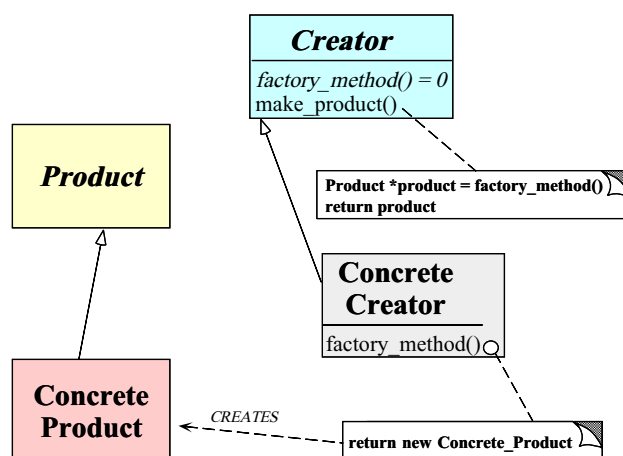 Creator
factory_method() = 0
make_product()
Product
Product *product = factory_method()
return product
Concrete
Creator
factory_method()
Concrete
Product
CREATES
return new Concrete_Product